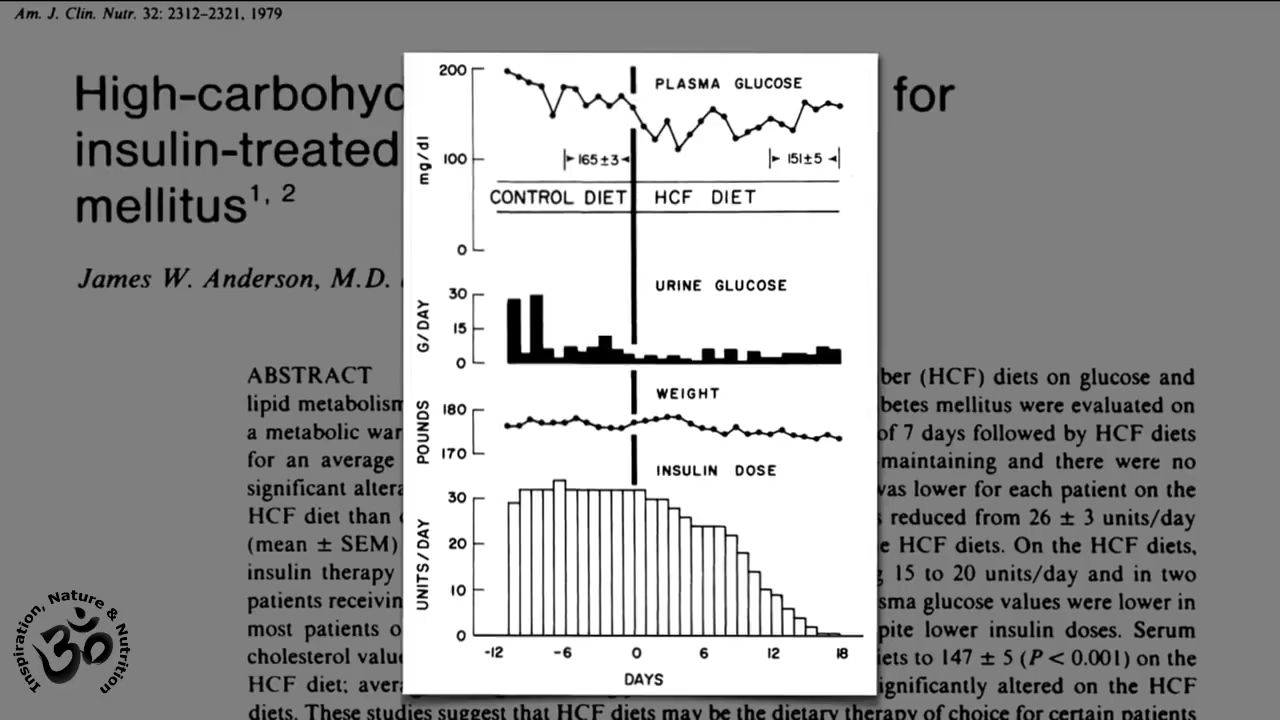 Am. J. Clin. Nutr. 32: 2312–2321, 1979
High-carbohyd for
insulin-treated
mellitus1, 2
James W. Anderson, M.D.
200
PLASMA GLUCOSE
mg/dl
100
165±3
151±5
CONTROL DIET
HCF DIET
0
URINE GLUCOSE
30
G/DAY
15
0
WEIGHT
180
POUNDS
170
INSULIN DOSE
30
UNITS/DAY
20
10
0
-12 -6 0 6 12 18
DAYS
ABSTRACT ber (HCF) diets on glucose and
lipid metabolism betes mellitus were evaluated on
a metabolic war of 7 days followed by HCF diets
for an average maintaining and there were no
significant altera was lower for each patient on the
HCF diet than reduced from 26 ± 3 units/day
(mean ± SEM) e HCF diets. On the HCF diets,
insulin therapy 15 to 20 units/day and in two
patients receivin sma glucose values were lower in
most patients o pite lower insulin doses. Serum
cholesterol value iets to 147 ± 5 (P < 0.001) on the
HCF diet; aver ignificantly altered on the HCF
diets. These studies suggest that HCF diets may be the dietary therapy of choice for certain patients
Inspiration, Nature & Nutrition
ॐ